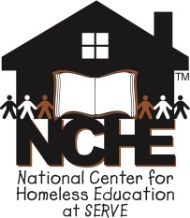 TM
NCHE
National Center for
Homeless Education
at SERVE